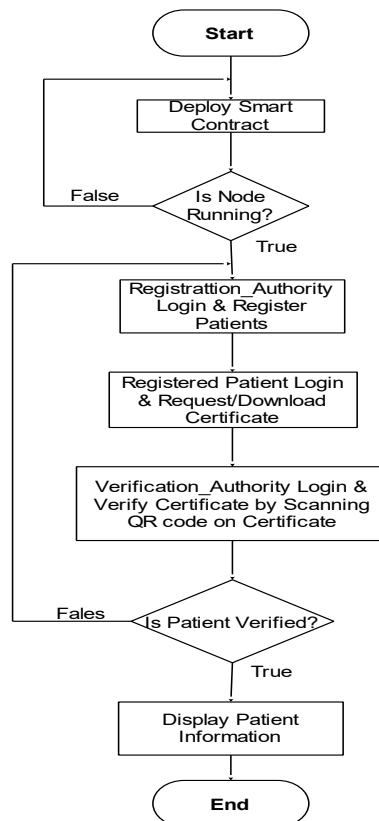 Start
Deploy Smart
Contract
False
Is Node
Running?
True
Registrattion_Authority
Login & Register
Patients
Registered Patient Login
& Request/Download
Certificate
Verification_Authority Login &
Verify Certificate by Scanning
QR code on Certificate
Fales
Is Patient Verified?
True
Display Patient
Information
End